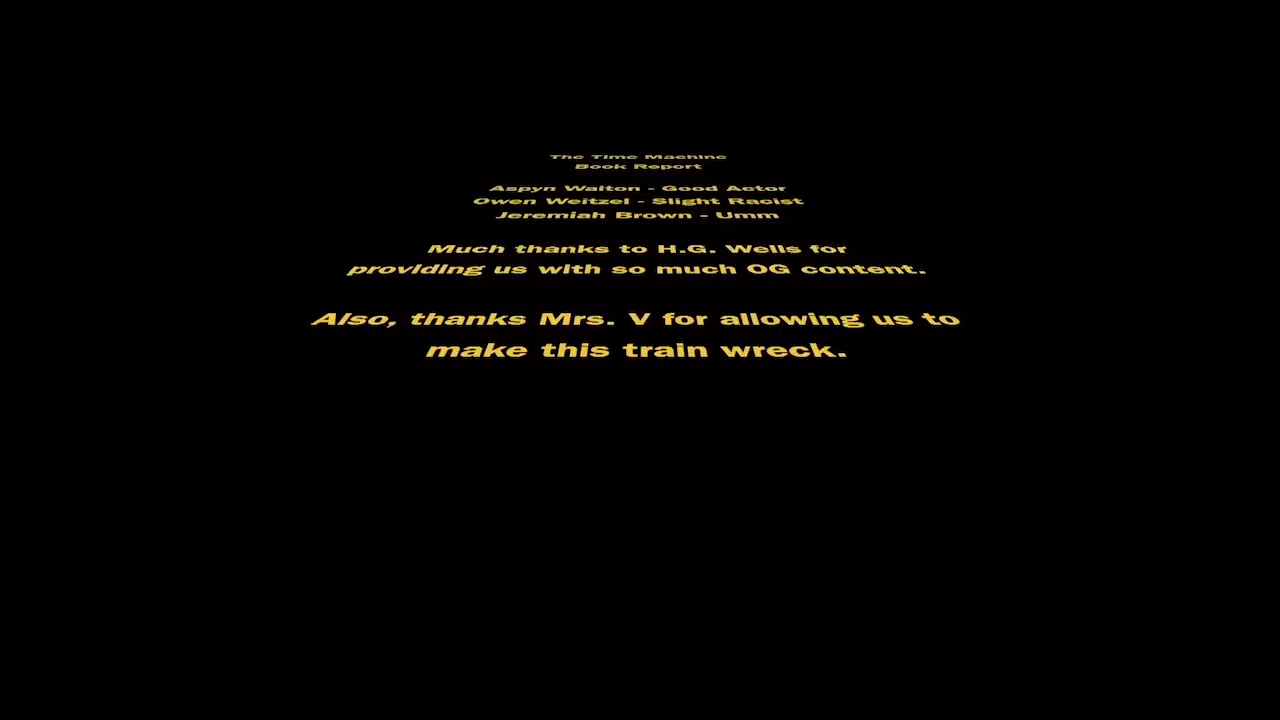 The Time Machine
Book Report
Aspyn Walton - Good Actor
Owen Weitzel - Slight Racist
Jeremiah Brown - Umm
Much thanks to H.G. Wells for
providing us with so much OG content.
Also, thanks Mrs. V for allowing us to
make this train wreck.